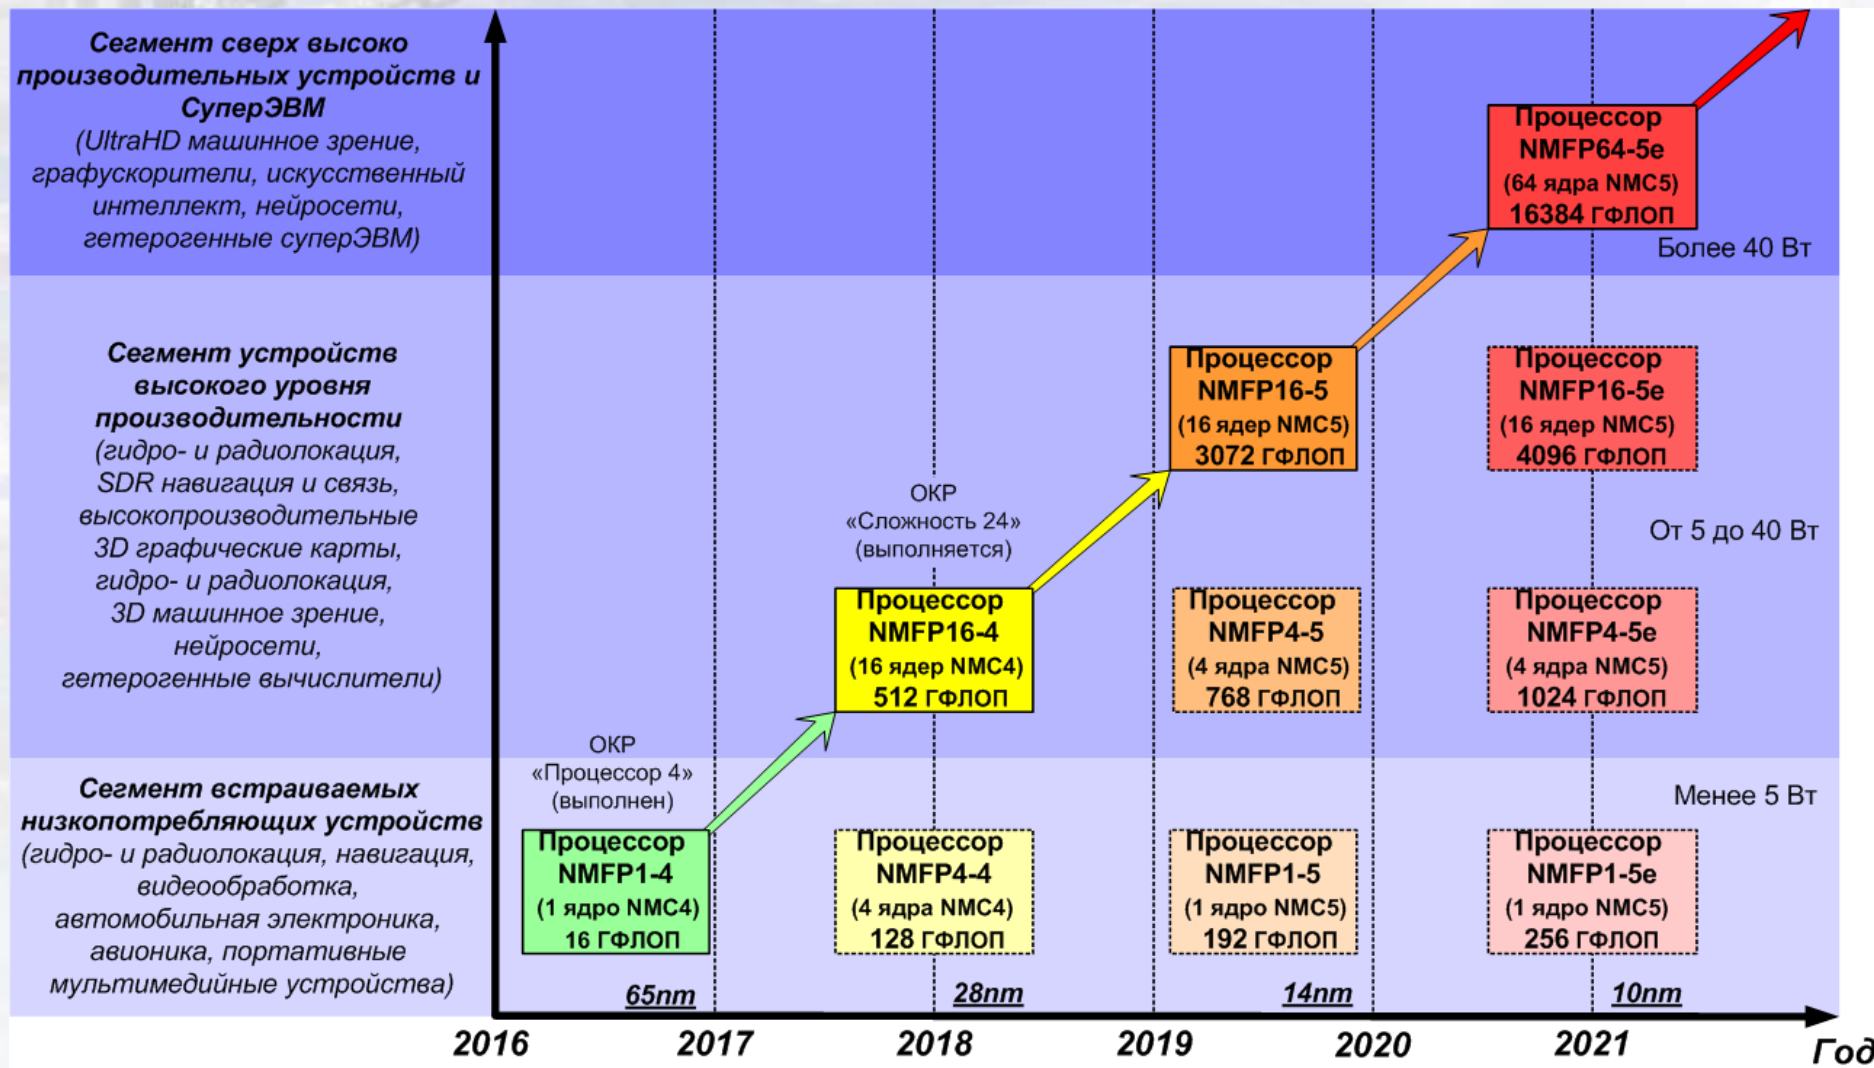 Сегмент сверх высоко
производительных устройств и
СуперЭВМ
(UltraHD машинное зрение,
графускорители, искусственный
интеллект, нейросети,
гетерогенные суперЭВМ)
Процессор
NMFP64-5e
(64 ядра NMC5)
16384 ГФЛОП
Более 40 Вт
Сегмент устройств
высокого уровня
производительности
(гидро- и радиолокация,
SDR навигация и связь,
высокопроизводительные
3D графические карты,
гидро- и радиолокация,
3D машинное зрение,
нейросети,
гетерогенные вычислители)
Процессор
NMFP16-5
(16 ядер NMC5)
3072 ГФЛОП
Процессор
NMFP16-5e
(16 ядер NMC5)
4096 ГФЛОП
От 5 до 40 Вт
ОКР
«Сложность 24»
(выполняется)
Процессор
NMFP16-4
(16 ядер NMC4)
512 ГФЛОП
Процессор
NMFP4-5
(4 ядра NMC5)
768 ГФЛОП
Процессор
NMFP4-5e
(4 ядра NMC5)
1024 ГФЛОП
Сегмент встраиваемых
низкопотребляющих устройств
(гидро- и радиолокация, навигация,
видеообработка,
автомобильная электроника,
авионика, портативные
мультимедийные устройства)
ОКР
«Процессор 4»
(выполнен)
Менее 5 Вт
Процессор
NMFP1-4
(1 ядро NMC4)
16 ГФЛОП
Процессор
NMFP4-4
(4 ядра NMC4)
128 ГФЛОП
Процессор
NMFP1-5
(1 ядро NMC5)
192 ГФЛОП
Процессор
NMFP1-5e
(1 ядро NMC5)
256 ГФЛОП
65nm
28nm
14nm
10nm
2016
2017
2018
2019
2020
2021
Год